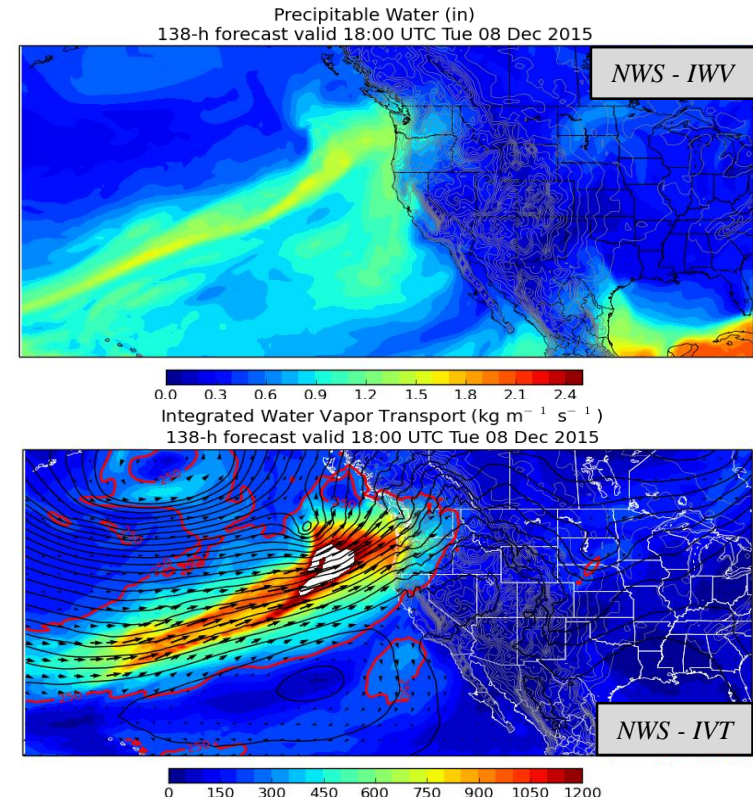 Precipitable Water (in)
138-h forecast valid 18:00 UTC Tue 08 Dec 2015
NWS - IWV
0.0 0.3 0.6 0.9 1.2 1.5 1.8 2.1 2.4
Integrated Water Vapor Transport (kg m⁻¹ s⁻¹)
138-h forecast valid 18:00 UTC Tue 08 Dec 2015
250
250
NWS - IVT
0 150 300 450 600 750 900 1050 1200